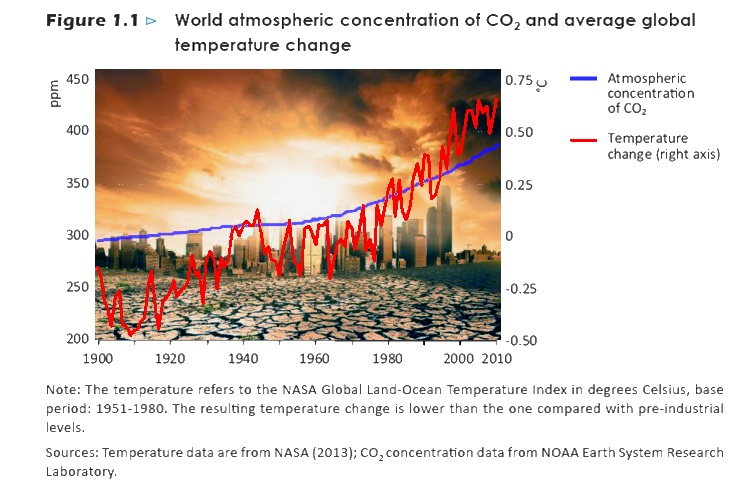 Figure 1.1 ▷ World atmospheric concentration of CO₂ and average global
temperature change
ppm
450
400
350
300
250
200
0.75
0.50
0.25
0
-0.25
-0.50
°C
1900 1920 1940 1960 1980 2000 2010
Atmospheric
concentration
of CO₂
Temperature
change (right axis)
Note: The temperature refers to the NASA Global Land-Ocean Temperature Index in degrees Celsius, base
period: 1951-1980. The resulting temperature change is lower than the one compared with pre-industrial
levels.
Sources: Temperature data are from NASA (2013); CO₂ concentration data from NOAA Earth System Research
Laboratory.